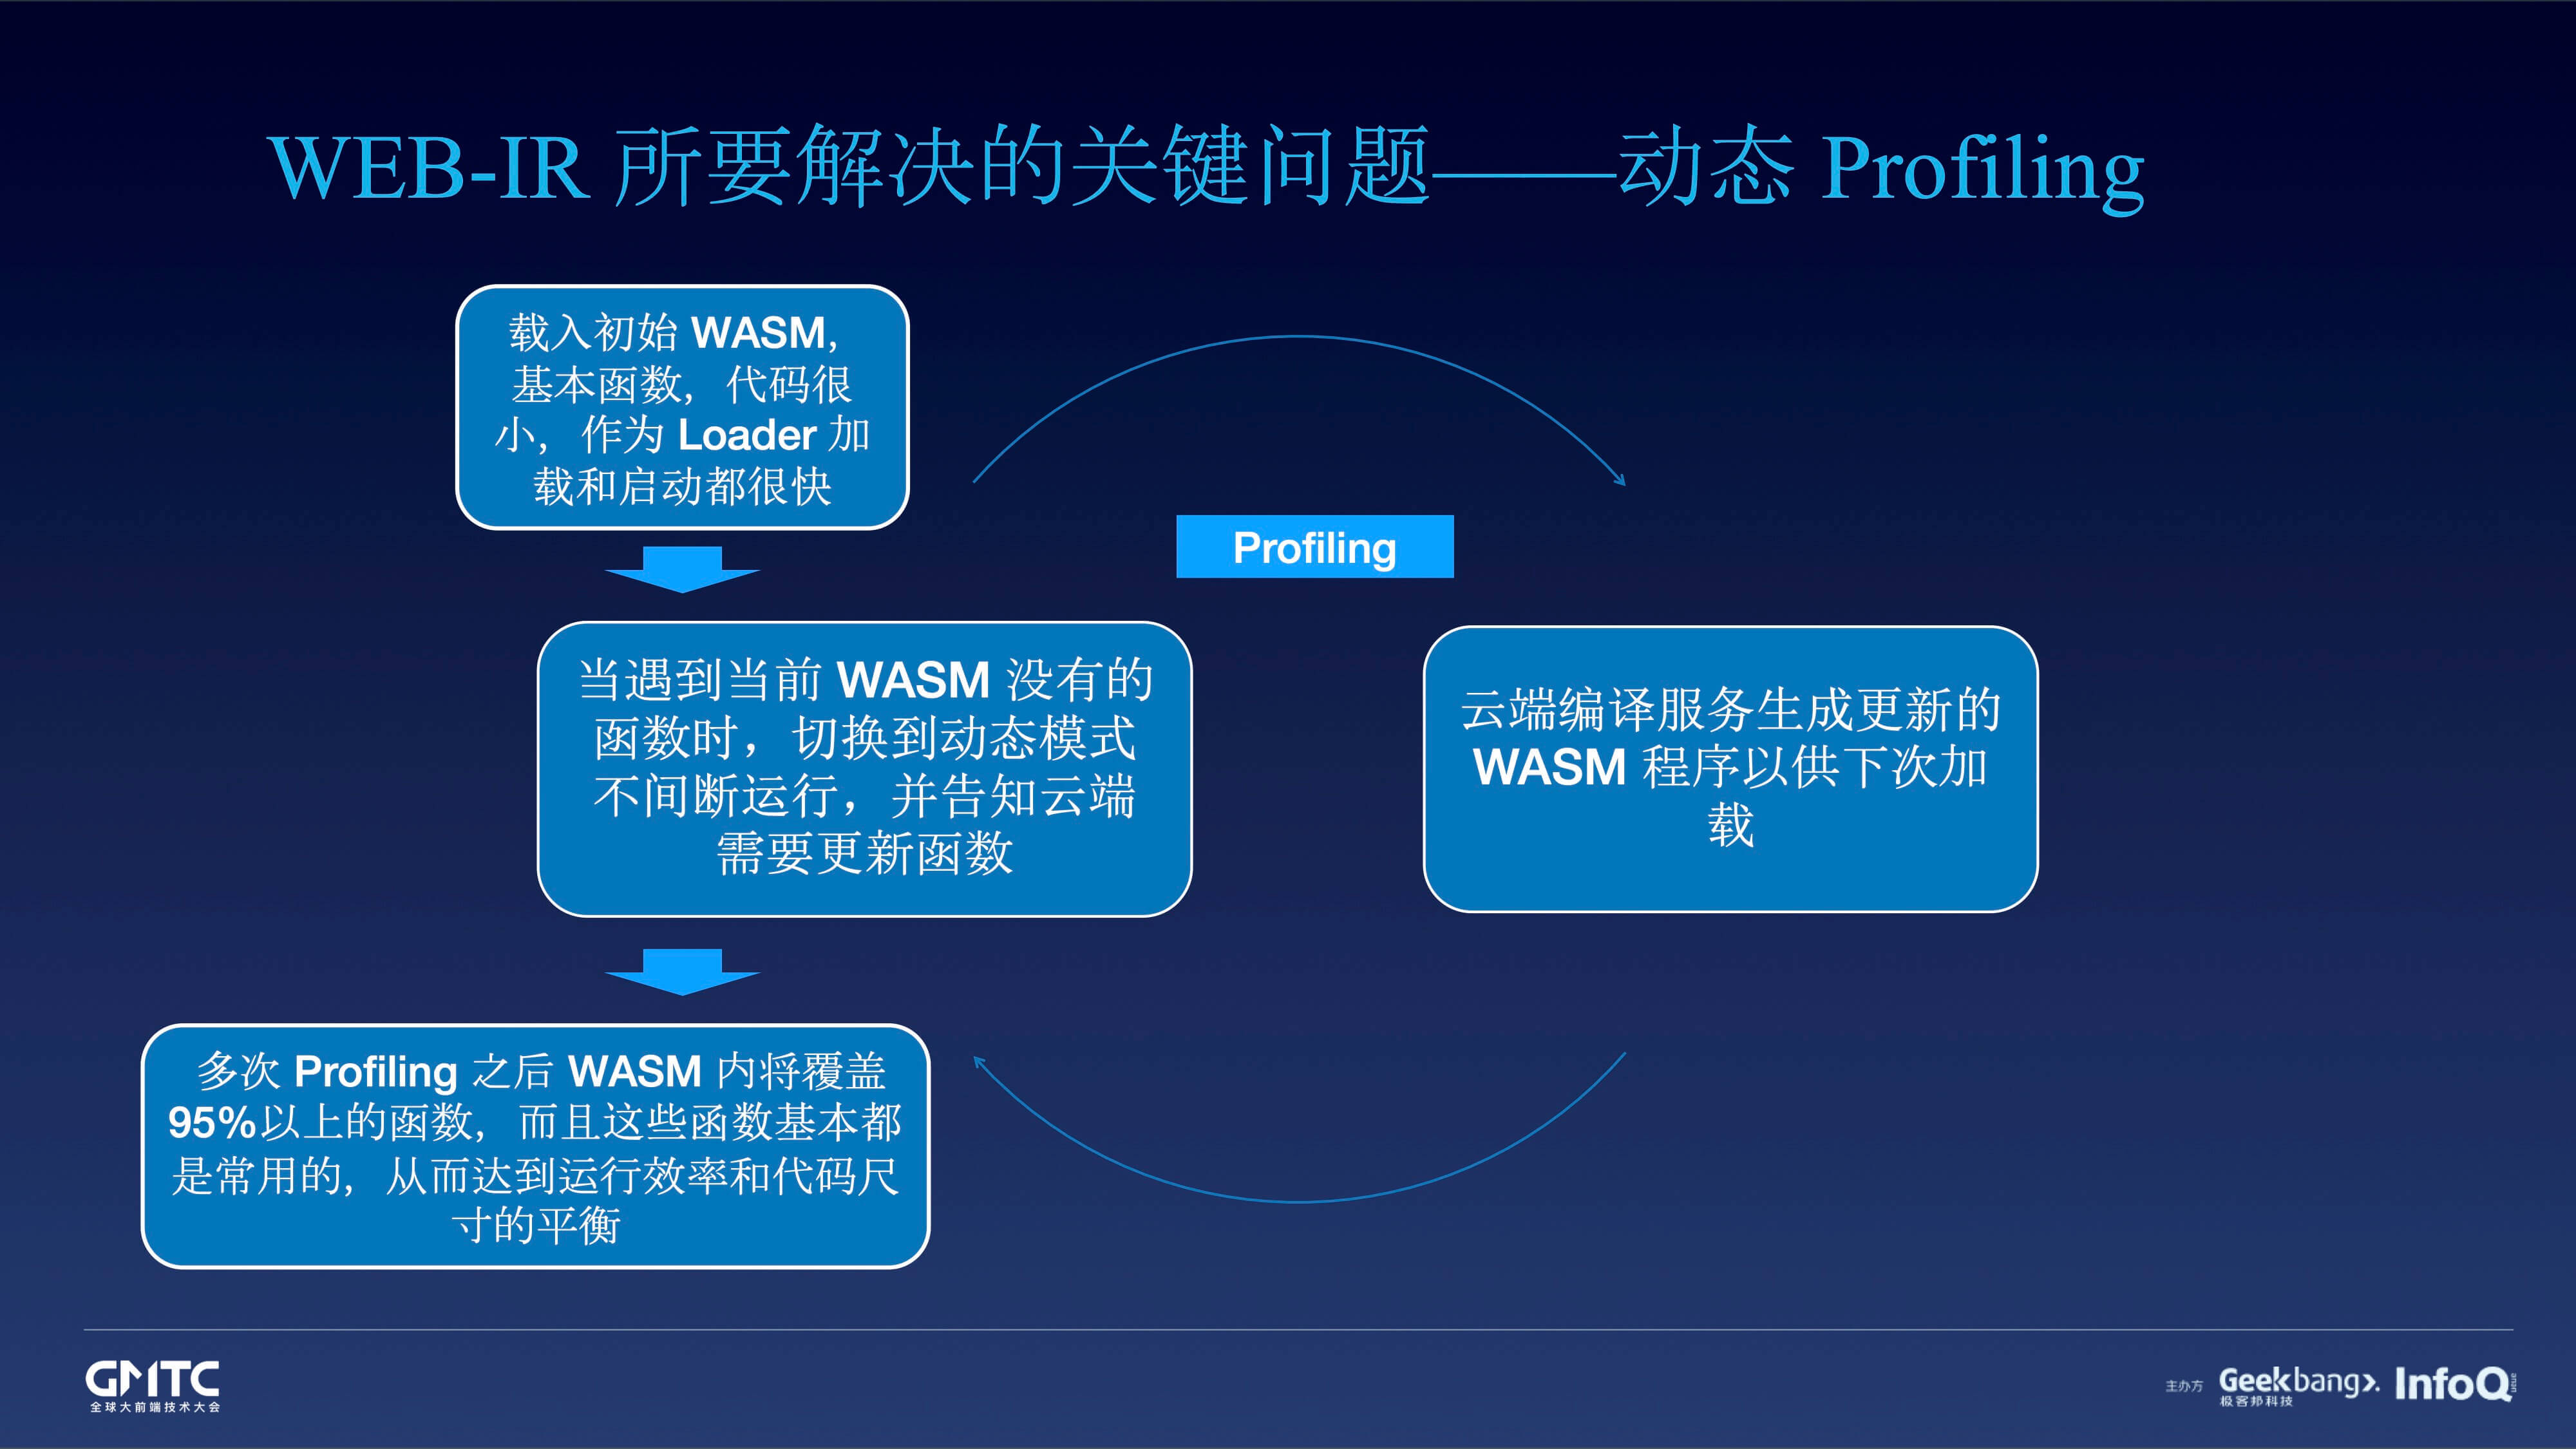 WEB-IR 所要解决的关键问题——动态 Profiling
载入初始 WASM，
基本函数，代码很
小，作为 Loader 加
载和启动都很快
Profiling
当遇到当前 WASM 没有的
函数时，切换到动态模式
不间断运行，并告知云端
需要更新函数
云端编译服务生成更新的
WASM 程序以供下次加
载
多次 Profiling 之后 WASM 内将覆盖
95%以上的函数，而且这些函数基本都
是常用的，从而达到运行效率和代码尺
寸的平衡
GMTC
全球大前端技术大会
主办方
Geekbang>.
极客邦科技
InfoQ